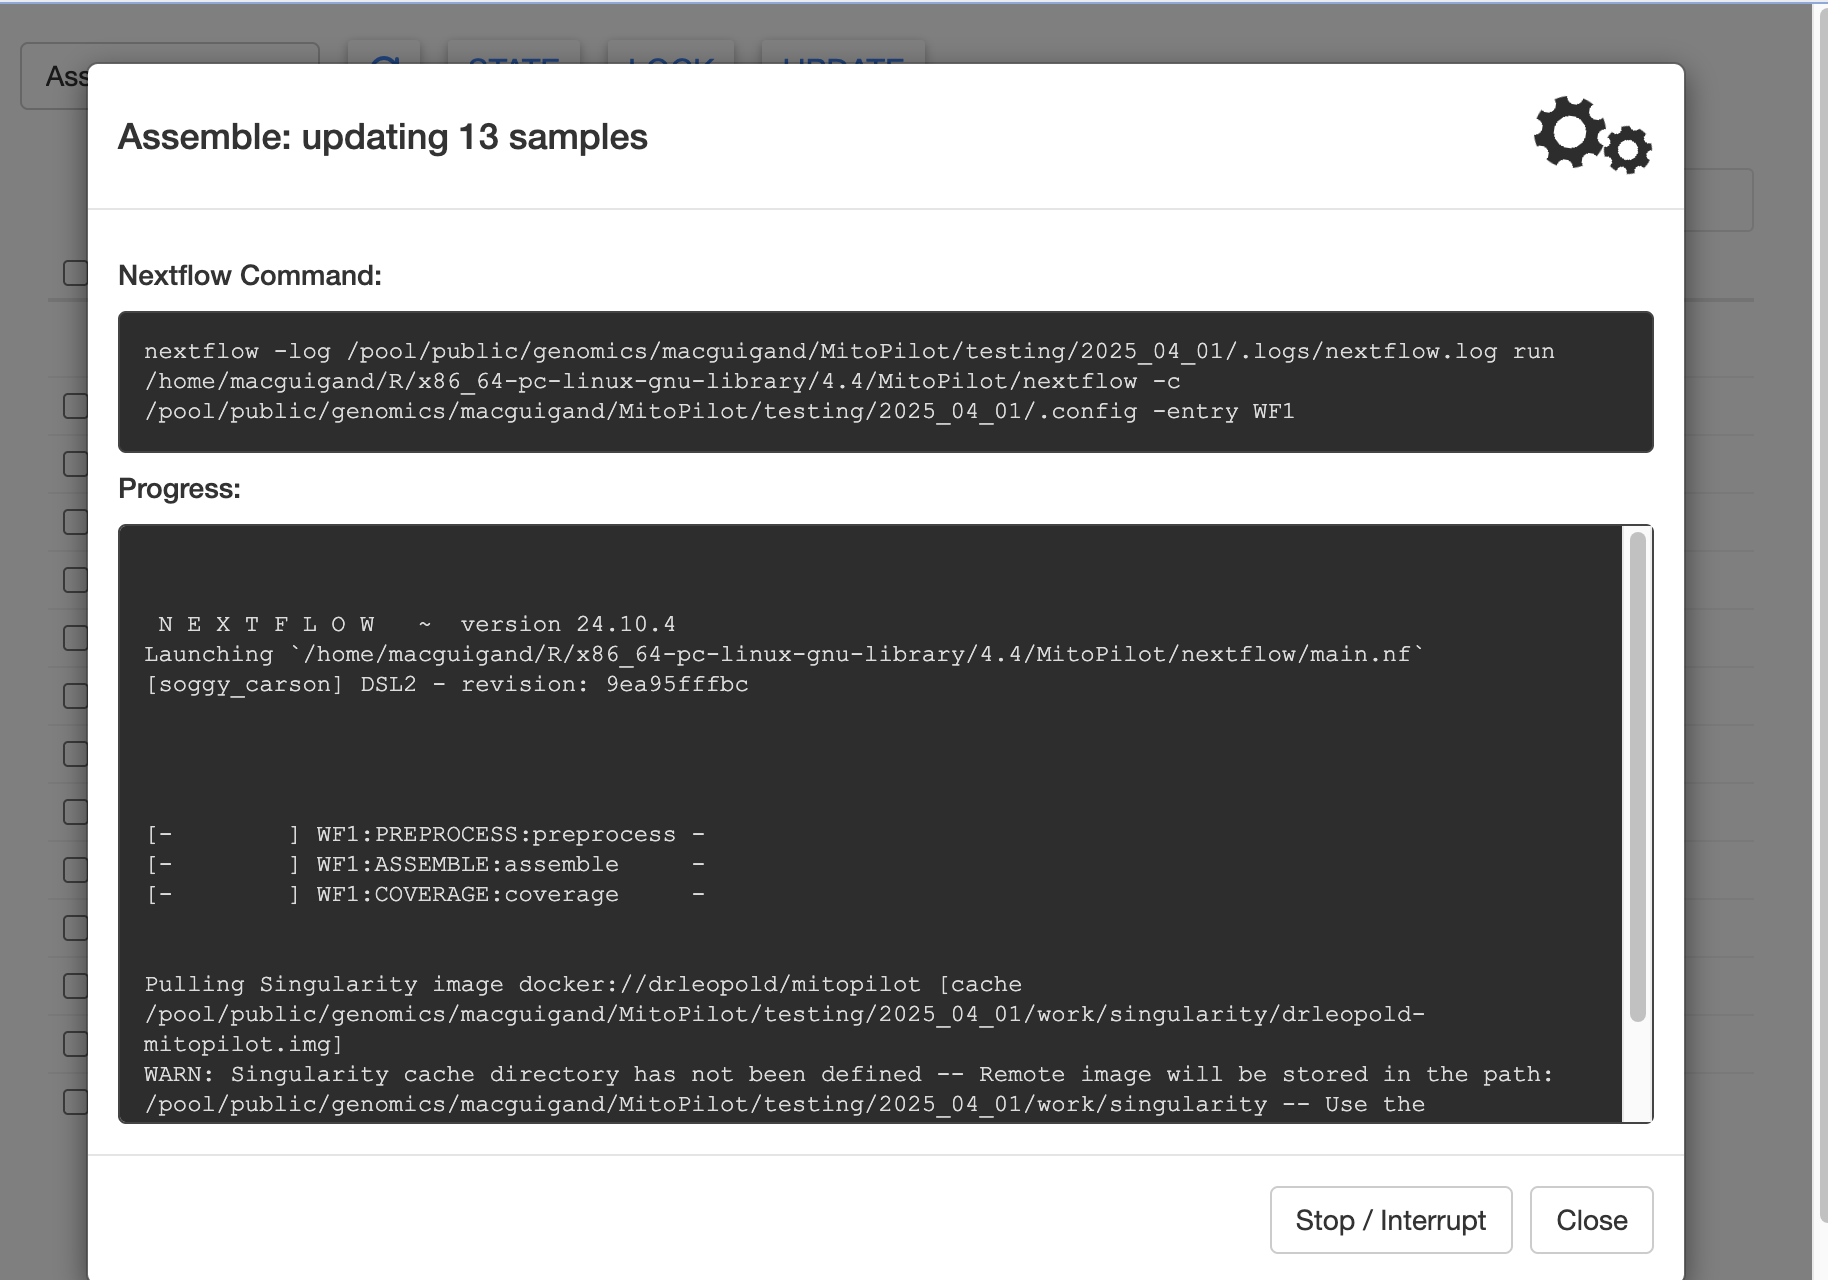 Ass
STATE
LOCK
UPDATE
Assemble: updating 13 samples
Nextflow Command:
nextflow -log /pool/public/genomics/macguigand/MitoPilot/testing/2025_04_01/.logs/nextflow.log run
/home/macguigand/R/x86_64-pc-linux-gnu-library/4.4/MitoPilot/nextflow -c
/pool/public/genomics/macguigand/MitoPilot/testing/2025_04_01/.config -entry WF1
Progress:
N E X T F L O W   ~  version 24.10.4
Launching `/home/macguigand/R/x86_64-pc-linux-gnu-library/4.4/MitoPilot/nextflow/main.nf`
[soggy_carson] DSL2 - revision: 9ea95fffbc
[-        ] WF1:PREPROCESS:preprocess -
[-        ] WF1:ASSEMBLE:assemble     -
[-        ] WF1:COVERAGE:coverage     -
Pulling Singularity image docker://drleopold/mitopilot [cache
/pool/public/genomics/macguigand/MitoPilot/testing/2025_04_01/work/singularity/drleopold-
mitopilot.img]
WARN: Singularity cache directory has not been defined -- Remote image will be stored in the path:
/pool/public/genomics/macguigand/MitoPilot/testing/2025_04_01/work/singularity -- Use the
Stop / Interrupt
Close